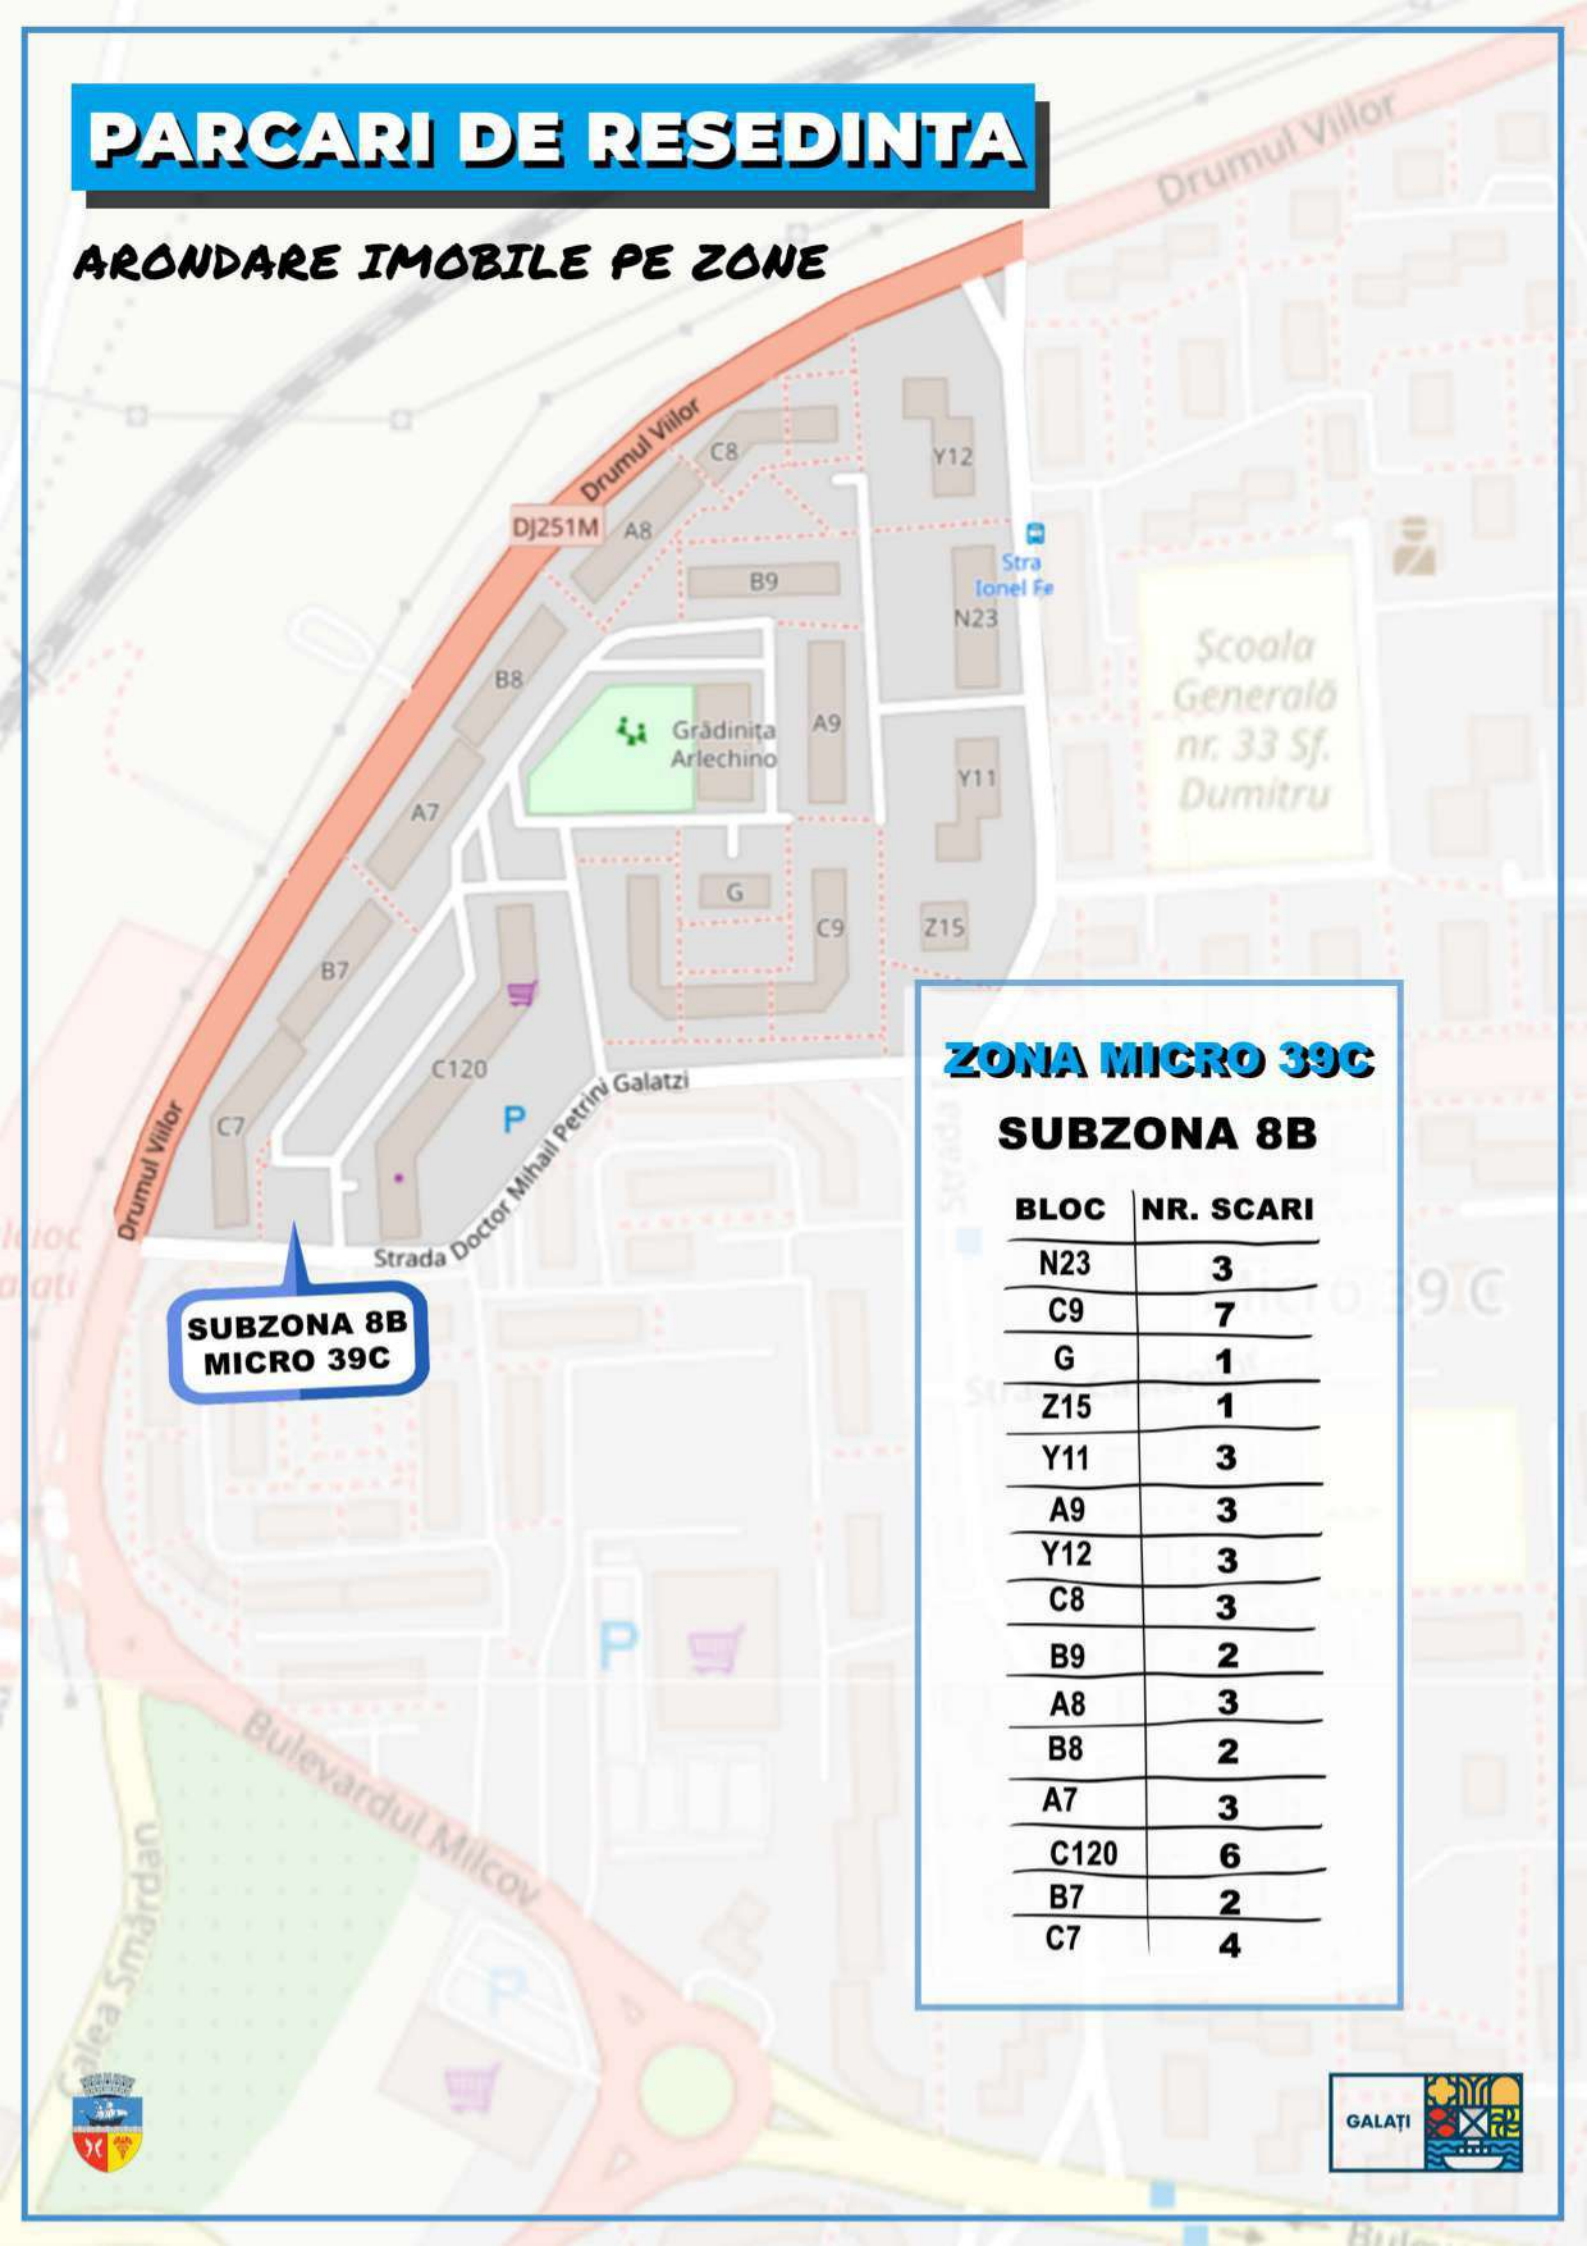 PARCARI DE RESEDINTA
ARONDARE IMOBILE PE ZONE
Drumul Viilor
Drumul Viilor
DJ251M
C8
Y12
A8
B9
Stra
Ionel Fe
N23
B8
Școala
Generală
nr. 33 Sf.
Dumitru
Grădinița
Arlechino
A9
Y11
A7
G
C9
Z15
B7
C120
P
C7
Drumul Viilor
Strada Doctor Mihail Petrini Galatzi
Strada
SUBZONA 8B
MICRO 39C
ZONA MICRO 39C
SUBZONA 8B
BLOC NR. SCARI
N23 3
C9 7
G 1
Z15 1
Y11 3
A9 3
Y12 3
C8 3
B9 2
A8 3
B8 2
A7 3
C120 6
B7 2
C7 4
39 C
P
Bulevardul Milcov
Calea Smârdan
P
GALAȚI